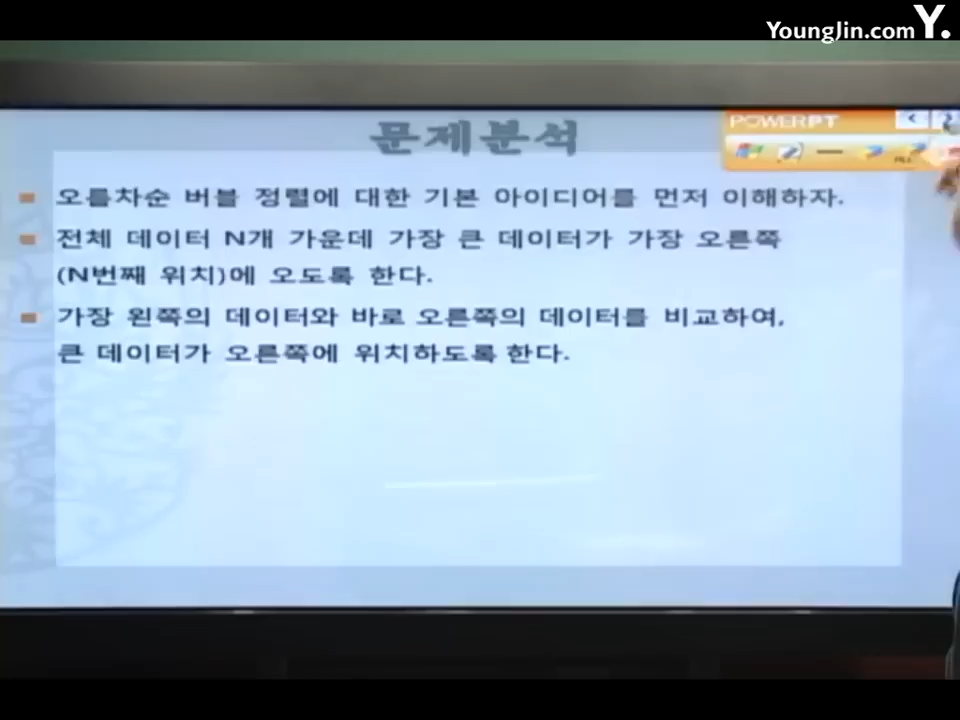 YoungJin.com Y.
문제분석
POWERPT
오름차순 버블 정렬에 대한 기본 아이디어를 먼저 이해하자.
전체 데이터 N개 가운데 가장 큰 데이터가 가장 오른쪽
(N번째 위치)에 오도록 한다.
가장 왼쪽의 데이터와 바로 오른쪽의 데이터를 비교하여,
큰 데이터가 오른쪽에 위치하도록 한다.